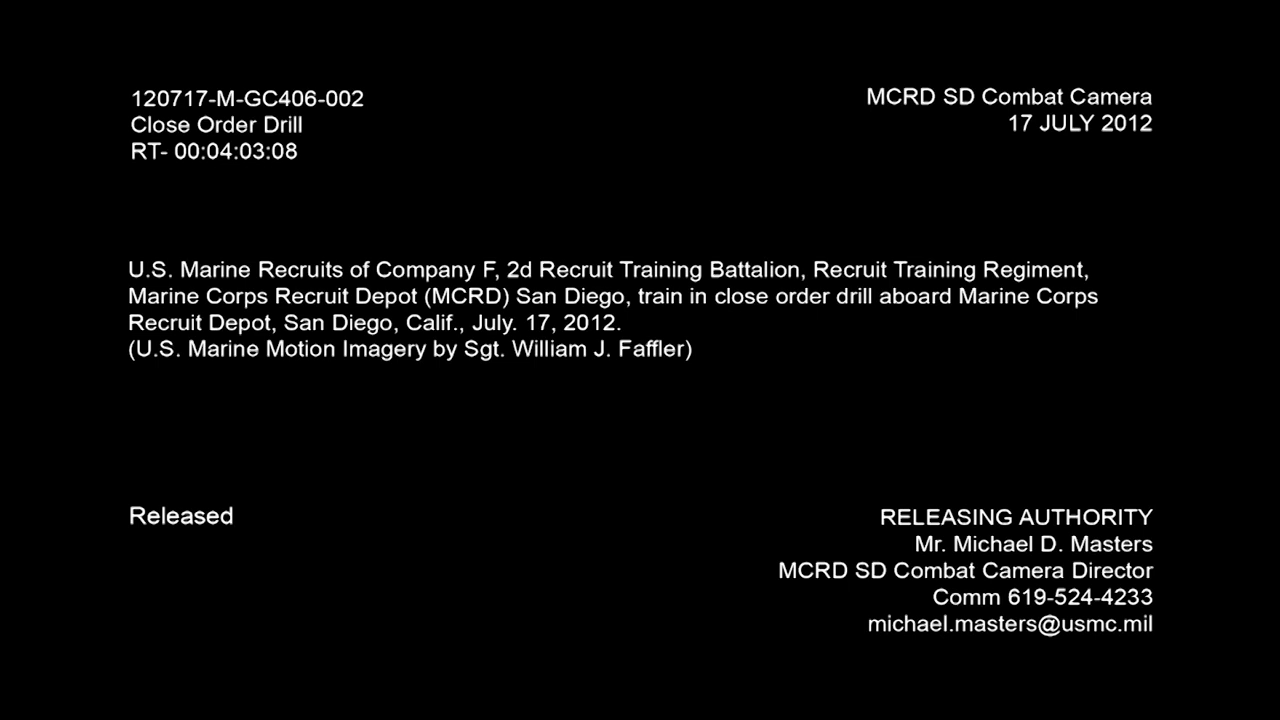 120717-M-GC406-002
Close Order Drill
RT- 00:04:03:08
MCRD SD Combat Camera
17 JULY 2012
U.S. Marine Recruits of Company F, 2d Recruit Training Battalion, Recruit Training Regiment,
Marine Corps Recruit Depot (MCRD) San Diego, train in close order drill aboard Marine Corps
Recruit Depot, San Diego, Calif., July. 17, 2012.
(U.S. Marine Motion Imagery by Sgt. William J. Faffler)
Released
RELEASING AUTHORITY
Mr. Michael D. Masters
MCRD SD Combat Camera Director
Comm 619-524-4233
michael.masters@usmc.mil